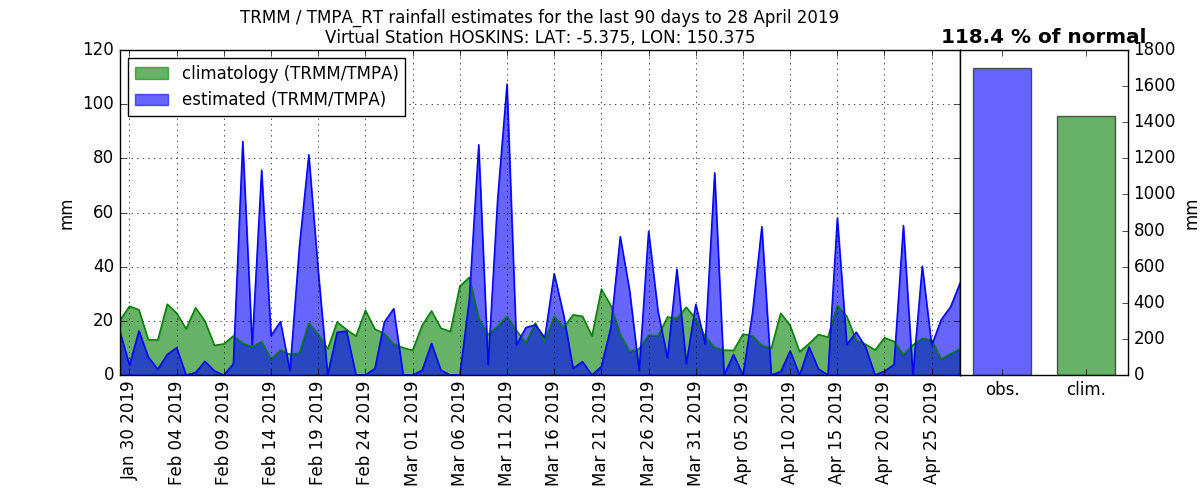 TRMM / TMPA_RT rainfall estimates for the last 90 days to 28 April 2019
Virtual Station HOSKINS: LAT: -5.375, LON: 150.375
118.4 % of normal
climatology (TRMM/TMPA)
estimated (TRMM/TMPA)
mm
120
100
80
60
40
20
0
Jan 30 2019
Feb 04 2019
Feb 09 2019
Feb 14 2019
Feb 19 2019
Feb 24 2019
Mar 01 2019
Mar 06 2019
Mar 11 2019
Mar 16 2019
Mar 21 2019
Mar 26 2019
Mar 31 2019
Apr 05 2019
Apr 10 2019
Apr 15 2019
Apr 20 2019
Apr 25 2019
obs.
clim.
1800
1600
1400
1200
1000
800
600
400
200
0
mm